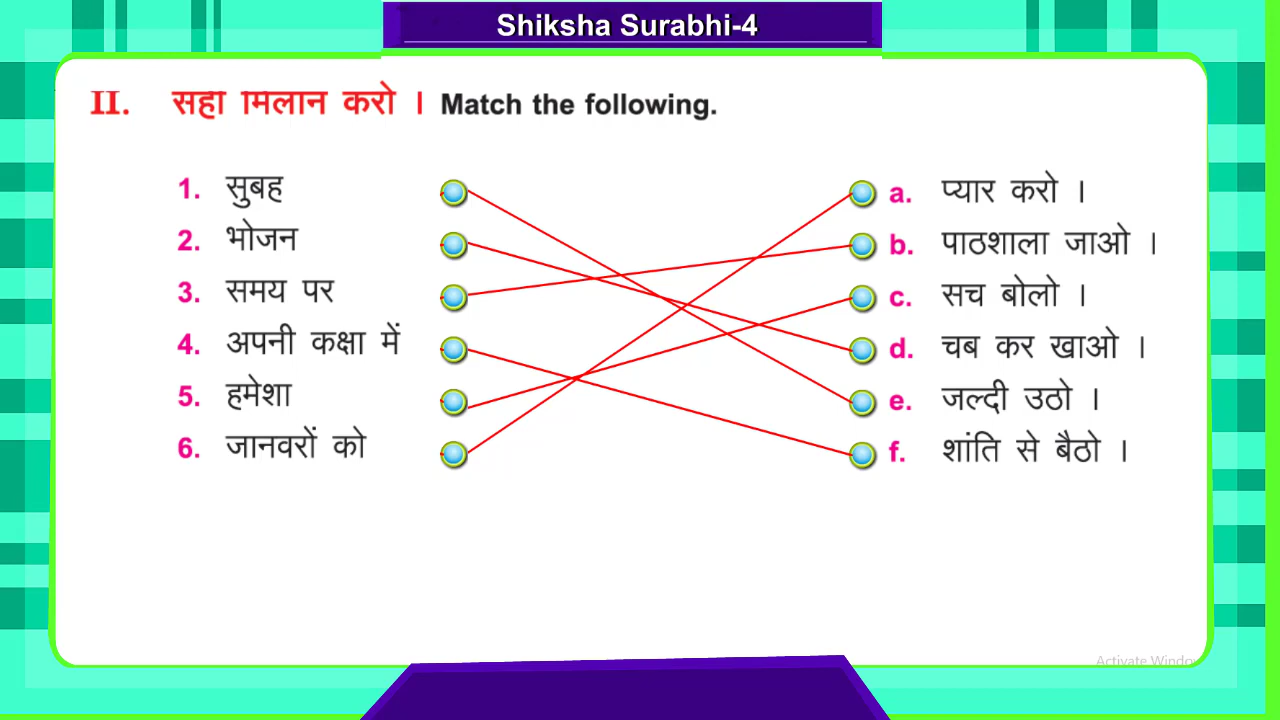 Shiksha Surabhi-4
II. सही मिलान करो । Match the following.
1. सुबह a. प्यार करो ।
2. भोजन b. पाठशाला जाओ ।
3. समय पर c. सच बोलो ।
4. अपनी कक्षा में d. चब कर खाओ ।
5. हमेशा e. जल्दी उठो ।
6. जानवरों को f. शांति से बैठो ।
Activate